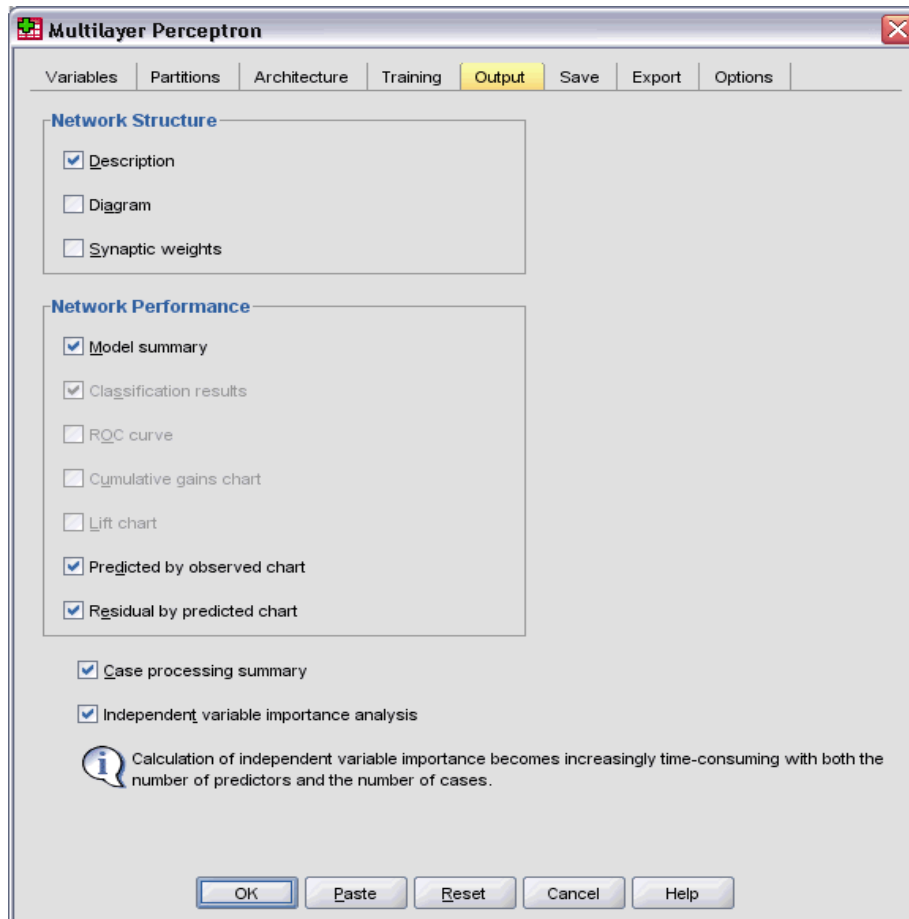 Multilayer Perceptron
Variables Partitions Architecture Training Output Save Export Options
Network Structure
Description
Diagram
Synaptic weights
Network Performance
Model summary
Classification results
ROC curve
Cumulative gains chart
Lift chart
Predicted by observed chart
Residual by predicted chart
Case processing summary
Independent variable importance analysis
Calculation of independent variable importance becomes increasingly time-consuming with both the
number of predictors and the number of cases.
OK Paste Reset Cancel Help